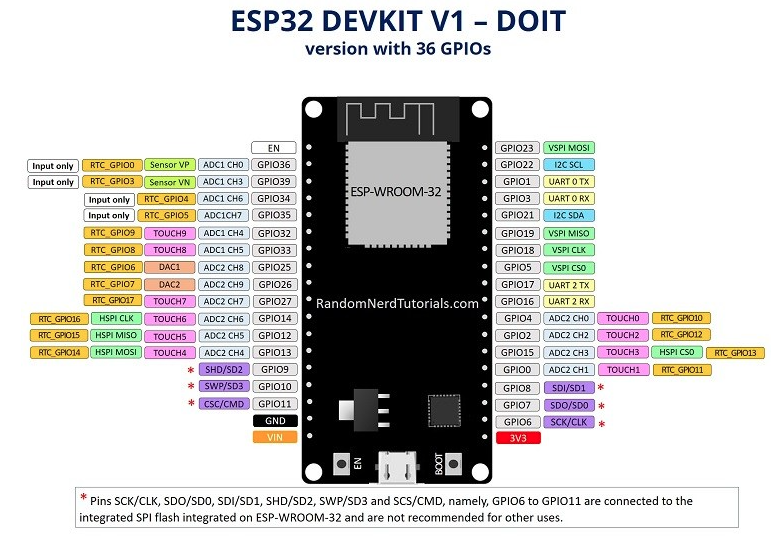 ESP32 DEVKIT V1 – DOIT
version with 36 GPIOs
EN
Input only RTC_GPIO0 Sensor VP ADC1 CH0 GPIO36
Input only RTC_GPIO3 Sensor VN ADC1 CH3 GPIO39
Input only RTC_GPIO4 ADC1 CH6 GPIO34
Input only RTC_GPIO5 ADC1CH7 GPIO35
RTC_GPIO9 TOUCH9 ADC1 CH4 GPIO32
RTC_GPIO8 TOUCH8 ADC1 CH5 GPIO33
RTC_GPIO6 DAC1 ADC2 CH8 GPIO25
RTC_GPIO7 DAC2 ADC2 CH9 GPIO26
RTC_GPIO17 TOUCH7 ADC2 CH7 GPIO27
RTC_GPIO16 HSPI CLK TOUCH6 ADC2 CH6 GPIO14
RTC_GPIO15 HSPI MISO TOUCH5 ADC2 CH5 GPIO12
RTC_GPIO14 HSPI MOSI TOUCH4 ADC2 CH4 GPIO13
* SHD/SD2 GPIO9
* SWP/SD3 GPIO10
* CSC/CMD GPIO11
GND
VIN
ESP-WROOM-32
RandomNerdTutorials.com
EN
BOOT
GPIO23 VSPI MOSI
GPIO22 I2C SCL
GPIO1 UART 0 TX
GPIO3 UART 0 RX
GPIO21 I2C SDA
GPIO19 VSPI MISO
GPIO18 VSPI CLK
GPIO5 VSPI CS0
GPIO17 UART 2 TX
GPIO16 UART 2 RX
GPIO4 ADC2 CH0 TOUCH0 RTC_GPIO10
GPIO2 ADC2 CH2 TOUCH2 RTC_GPIO12
GPIO15 ADC2 CH3 TOUCH3 HSPI CS0 RTC_GPIO13
GPIO0 ADC2 CH1 TOUCH1 RTC_GPIO11
GPIO8 SDI/SD1 *
GPIO7 SDO/SD0 *
GPIO6 SCK/CLK *
3V3
* Pins SCK/CLK, SDO/SD0, SDI/SD1, SHD/SD2, SWP/SD3 and SCS/CMD, namely, GPIO6 to GPIO11 are connected to the
integrated SPI flash integrated on ESP-WROOM-32 and are not recommended for other uses.